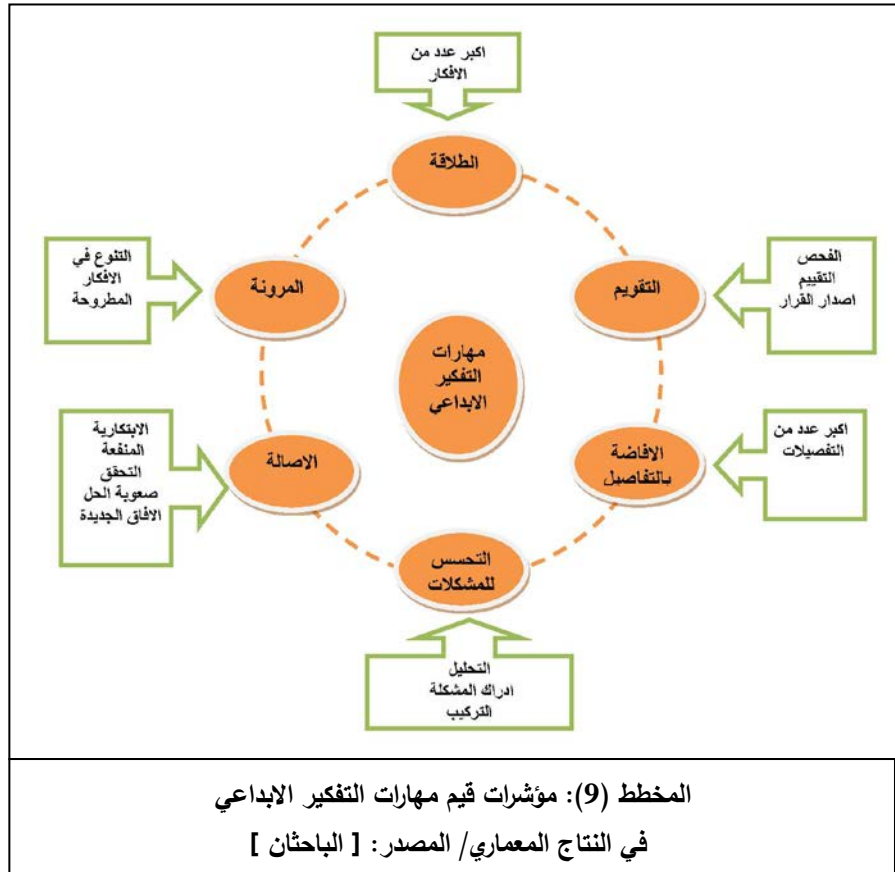 اكبر عدد من
الافكار
الطلاقة
التنوع في
الافكار
المطروحة
المرونة
التقويم
الفحص
التقييم
اصدار القرار
مهارات
التفكير
الابداعي
الابتكارية
المنفعة
التحقق
صعوبة الحل
الافاق الجديدة
الاصالة
الافاضة
بالتفاصيل
اكبر عدد من
التفصيلات
التحسس
للمشكلات
التحليل
ادراك المشكلة
التركيب
المخطط (9): مؤشرات قيم مهارات التفكير الابداعي
في النتاج المعماري/ المصدر: [ الباحثان ]